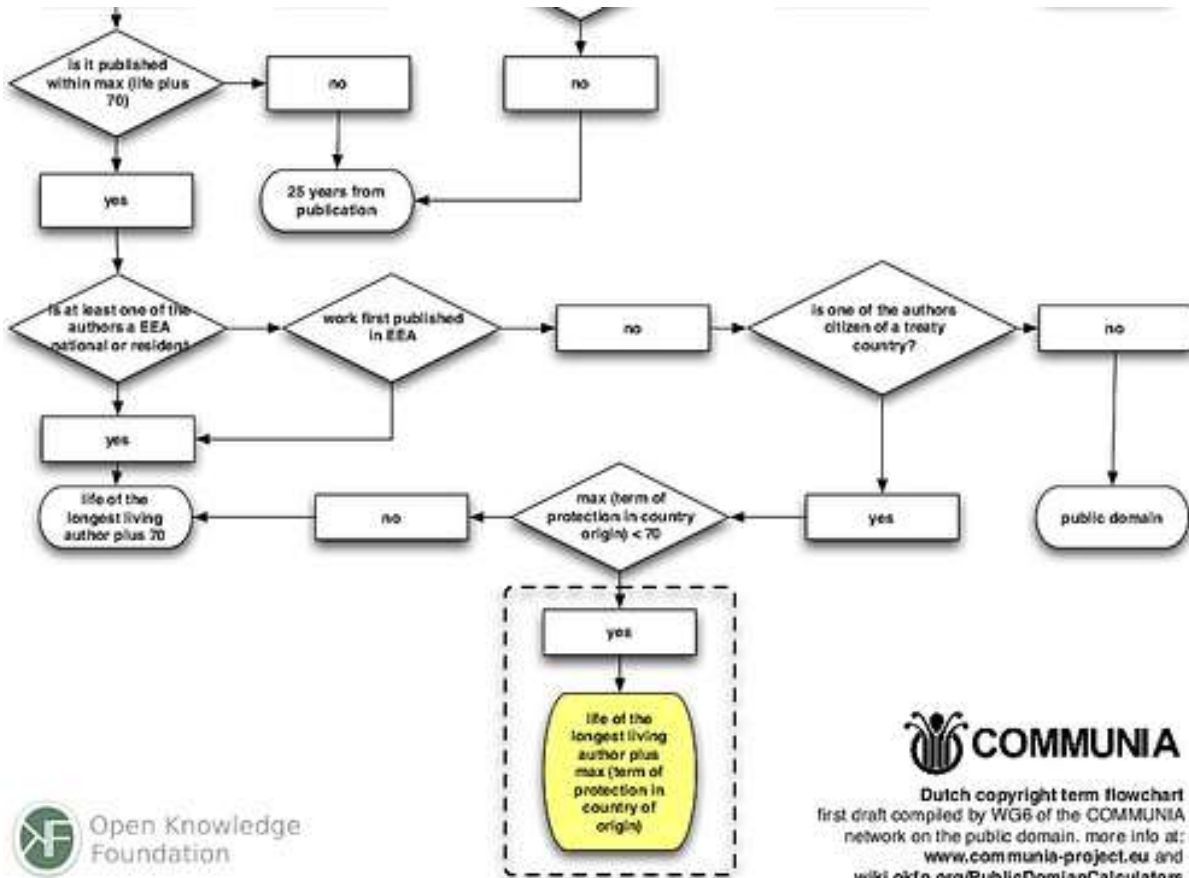 is it published
within max (life plus
70)
no
no
yes
25 years from
publication
is at least one of the
authors a EEA
national or resident
work first published
in EEA
no
is one of the authors
citizen of a treaty
country?
no
yes
life of the
longest living
author plus 70
no
max (term of
protection in country
origin) < 70
yes
public domain
yes
life of the
longest living
author plus
max (term of
protection in
country of
origin)
COMMUNIA
Dutch copyright term flowchart
first draft compiled by WG6 of the COMMUNIA
network on the public domain. more info at:
www.communia-project.eu and
wiki.okfn.org/PublicDomianCalculators
Open Knowledge
Foundation